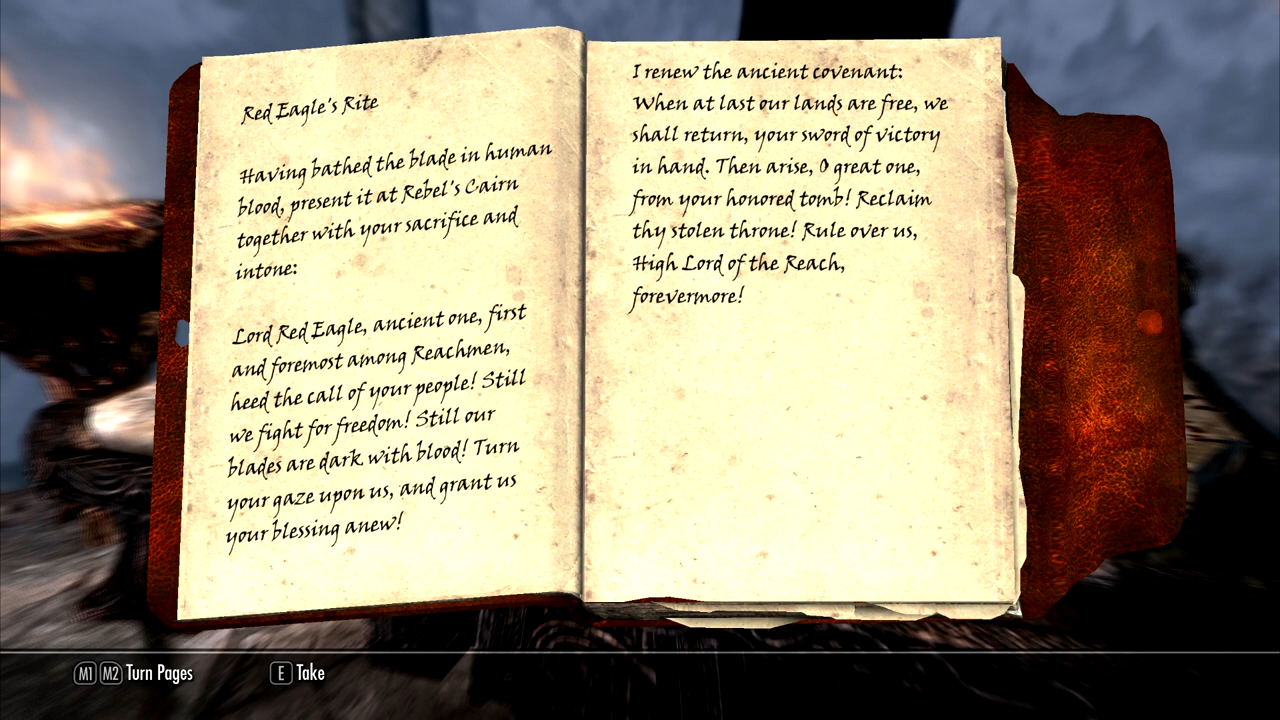 Red Eagle's Rite
Having bathed the blade in human
blood, present it at Rebel's Cairn
together with your sacrifice and
intone:
Lord Red Eagle, ancient one, first
and foremost among Reachmen,
heed the call of your people! Still
we fight for freedom! Still our
blades are dark with blood! Turn
your gaze upon us, and grant us
your blessing anew!
I renew the ancient covenant:
When at last our lands are free, we
shall return, your sword of victory
in hand. Then arise, O great one,
from your honored tomb! Reclaim
thy stolen throne! Rule over us,
High Lord of the Reach,
forevermore!
M1 M2 Turn Pages
E Take